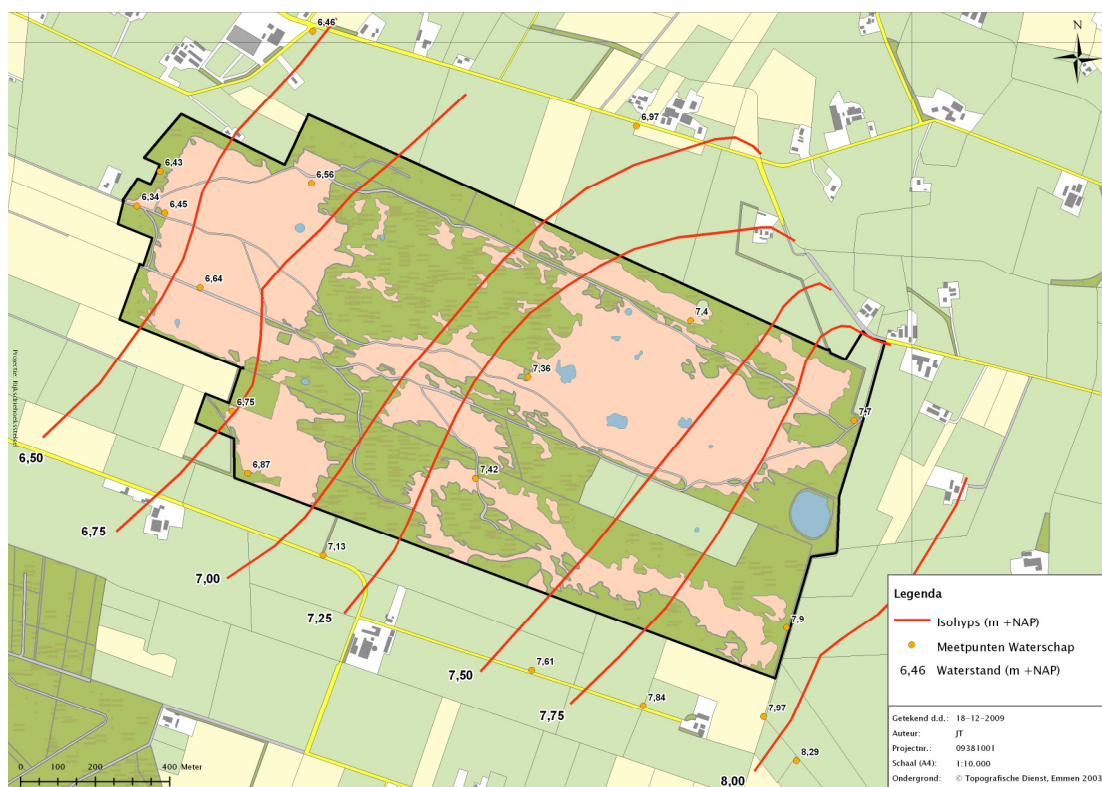 6,46
N
6,97
6,43
6,56
6,34
6,45
6,64
7,4
7,36
6,75
7,7
6,50
6,87
7,42
6,75
7,13
7,00
7,25
7,9
7,61
7,50
7,84
7,75
7,97
8,29
8,00
0 100 200 400 Meter
Legenda
Isohyps (m +NAP)
Meetpunten Waterschap
6,46 Waterstand (m +NAP)
Getekend d.d.: 18-12-2009
Auteur: JT
Projectnr.: 09381001
Schaal (A4): 1:10.000
Ondergrond: © Topografische Dienst, Emmen 2003
Projectie: Rijksdriehoeksstelsel